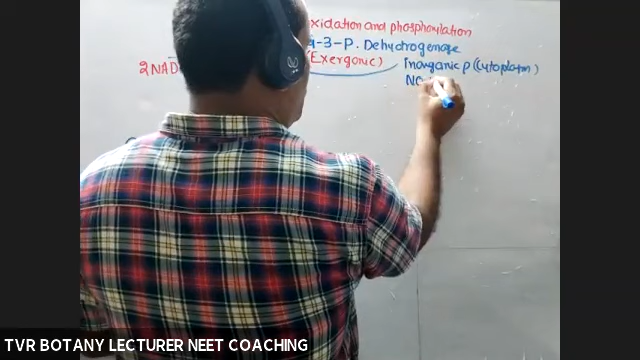 xidation and phosphorylation
G-3-P. Dehydrogenase
2NAD
(Exergonic)
Inorganic P (Cytoplasm)
TVR BOTANY LECTURER NEET COACHING